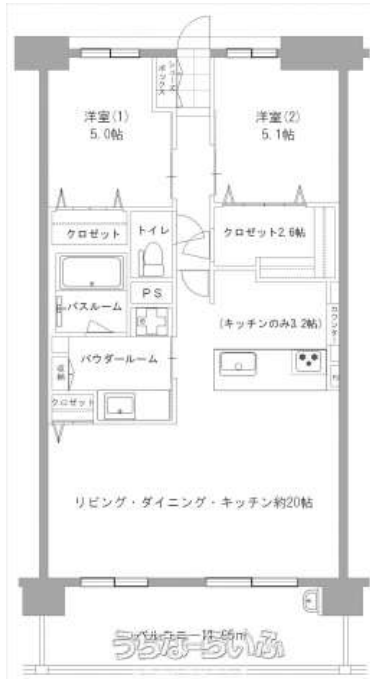 シューズボックス
洋室(1)
5.0帖
洋室(2)
5.1帖
クロゼット
トイレ
クロゼット2.6帖
バスルーム
PS
(キッチンのみ3.2帖)
カウンター
パウダールーム
収納
クロゼット
リビング・ダイニング・キッチン約20帖
うちなーらいふ